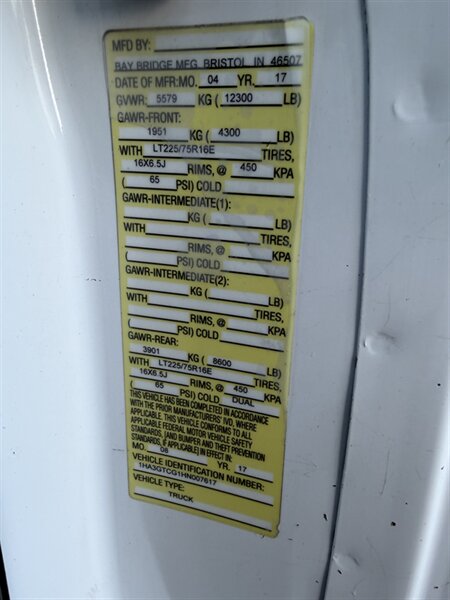 MFD BY:
BAY BRIDGE MFG. BRISTOL, IN 46507
DATE OF MFR:MO. 04 YR. 17
GVWR: 5579 KG ( 12300 LB)
GAWR-FRONT:
1951 KG ( 4300 LB)
WITH LT225/75R16E TIRES,
16X6.5J RIMS, @ 450 KPA
( 65 PSI) COLD
GAWR-INTERMEDIATE(1):
KG ( LB)
WITH TIRES,
RIMS, @ KPA
( PSI) COLD
GAWR-INTERMEDIATE(2):
KG ( LB)
WITH TIRES,
RIMS, @ KPA
( PSI) COLD
GAWR-REAR:
3901 KG ( 8600 LB)
WITH LT225/75R16E TIRES,
16X6.5J RIMS, @ 450 KPA
( 65 PSI) COLD DUAL
THIS VEHICLE HAS BEEN COMPLETED IN ACCORDANCE
WITH THE PRIOR MANUFACTURERS' IVD, WHERE
APPLICABLE. THIS VEHICLE CONFORMS TO ALL
APPLICABLE FEDERAL MOTOR VEHICLE SAFETY
STANDARDS, [AND BUMPER AND THEFT PREVENTION
STANDARDS, IF APPLICABLE] IN EFFECT IN:
MO. 08 YR. 17
VEHICLE IDENTIFICATION NUMBER:
1HA3GTCG1HN007617
VEHICLE TYPE:
TRUCK